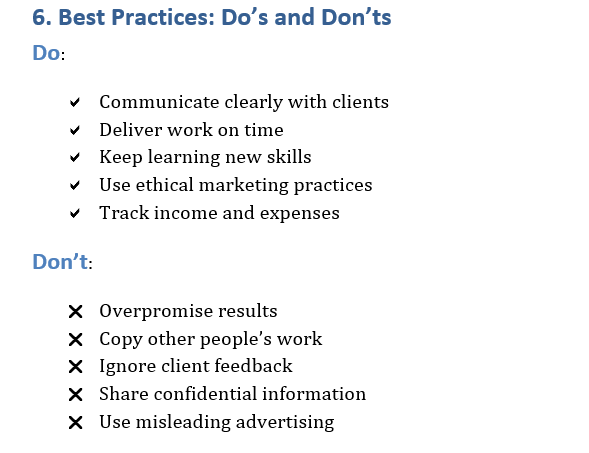 6. Best Practices: Do’s and Don’ts
Do:
✓ Communicate clearly with clients
✓ Deliver work on time
✓ Keep learning new skills
✓ Use ethical marketing practices
✓ Track income and expenses
Don’t:
✕ Overpromise results
✕ Copy other people’s work
✕ Ignore client feedback
✕ Share confidential information
✕ Use misleading advertising